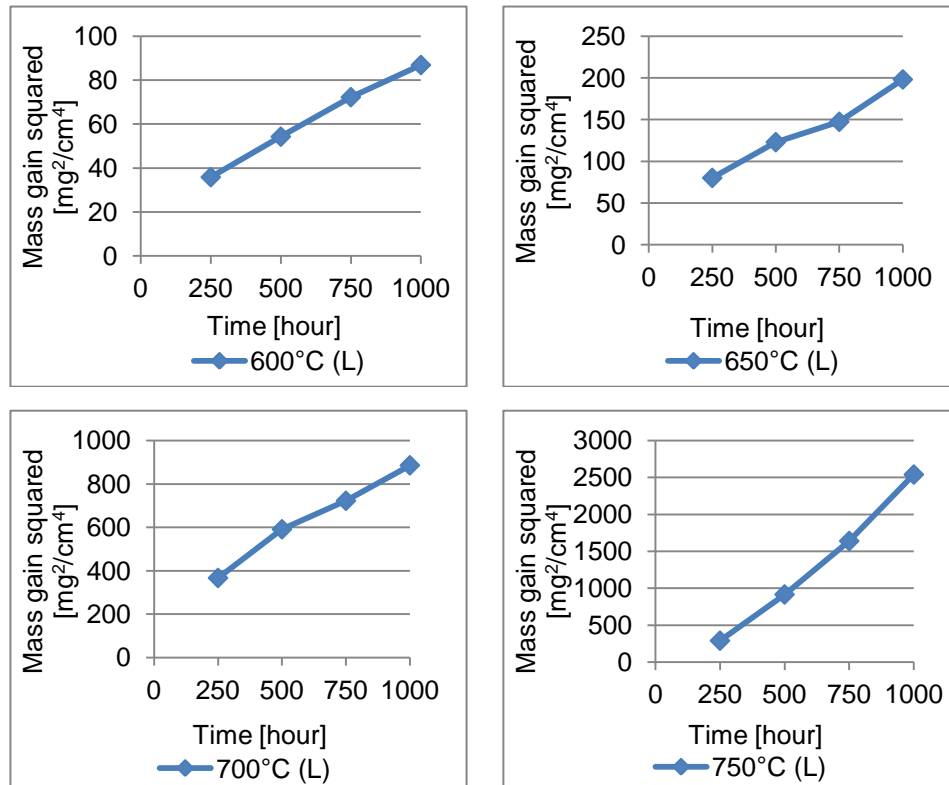 Mass gain squared
[mg²/cm⁴]
100
80
60
40
20
0
0 250 500 750 1000
Time [hour]
600°C (L)
Mass gain squared
[mg²/cm⁴]
250
200
150
100
50
0
0 250 500 750 1000
Time [hour]
650°C (L)
Mass gain squared
[mg²/cm⁴]
1000
800
600
400
200
0
0 250 500 750 1000
Time [hour]
700°C (L)
Mass gain squared
[mg²/cm⁴]
3000
2500
2000
1500
1000
500
0
0 250 500 750 1000
Time [hour]
750°C (L)